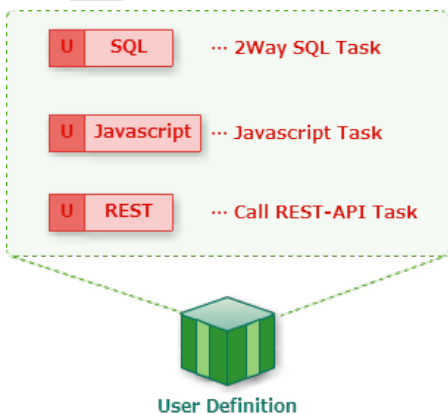 U SQL … 2Way SQL Task
U Javascript … Javascript Task
U REST … Call REST-API Task
User Definition